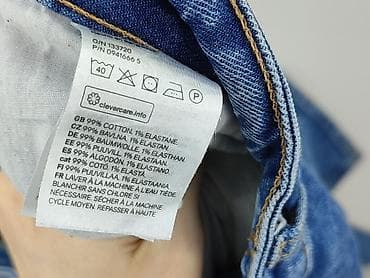 O/N 133720
P/N 0941666 5
40
P
clevercare.info
GB 99% COTTON, 1% ELASTANE.
CZ 99% BAVLNA, 1% ELASTAN.
DE 99% BAUMWOLLE, 1% ELASTHAN.
EE 99% PUUVILL, 1% ELASTAAN.
ES 99% ALGODÓN, 1% ELASTANO.
cat 99% COTÓ, 1% ELASTÀ.
FI 99% PUUVILLA, 1% ELASTAANIA
FR LAVER À LA MACHINE À L'EAU TIÈDE.
BLANCHIR SANS CHLORE SI
NÉCESSAIRE. SÉCHER À LA MACHINE AU
CYCLE MOYEN. REPASSER À HAUTE